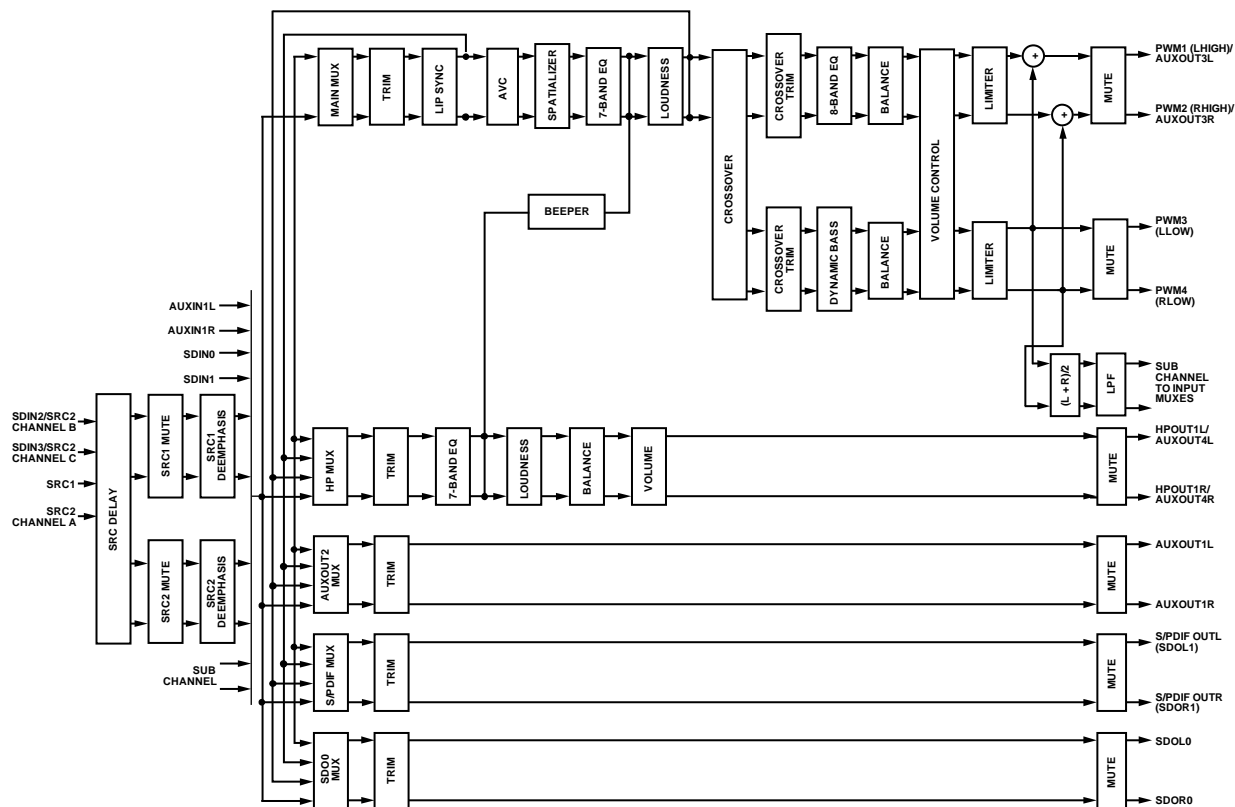 MAIN MUX
TRIM
LIP SYNC
AVC
SPATIALIZER
7-BAND EQ
LOUDNESS
CROSSOVER
CROSSOVER
TRIM
8-BAND EQ
BALANCE
VOLUME CONTROL
LIMITER
+
+
MUTE
PWM1 (LHIGH)/
AUXOUT3L
PWM2 (RHIGH)/
AUXOUT3R
BEEPER
CROSSOVER
TRIM
DYNAMIC BASS
BALANCE
LIMITER
MUTE
PWM3
(LLOW)
PWM4
(RLOW)
(L + R)/2
LPF
SUB
CHANNEL
TO INPUT
MUXES
AUXIN1L
AUXIN1R
SDIN0
SDIN1
SDIN2/SRC2
CHANNEL B
SDIN3/SRC2
CHANNEL C
SRC1
SRC2
CHANNEL A
SRC DELAY
SRC1 MUTE
SRC1
DEEMPHASIS
SRC2 MUTE
SRC2
DEEMPHASIS
SUB
CHANNEL
HP MUX
TRIM
7-BAND EQ
LOUDNESS
BALANCE
VOLUME
MUTE
HPOUT1L/
AUXOUT4L
HPOUT1R/
AUXOUT4R
AUXOUT2
MUX
TRIM
MUTE
AUXOUT1L
AUXOUT1R
S/PDIF MUX
TRIM
MUTE
S/PDIF OUTL
(SDOL1)
S/PDIF OUTR
(SDOR1)
SDO0
MUX
TRIM
MUTE
SDOL0
SDOR0